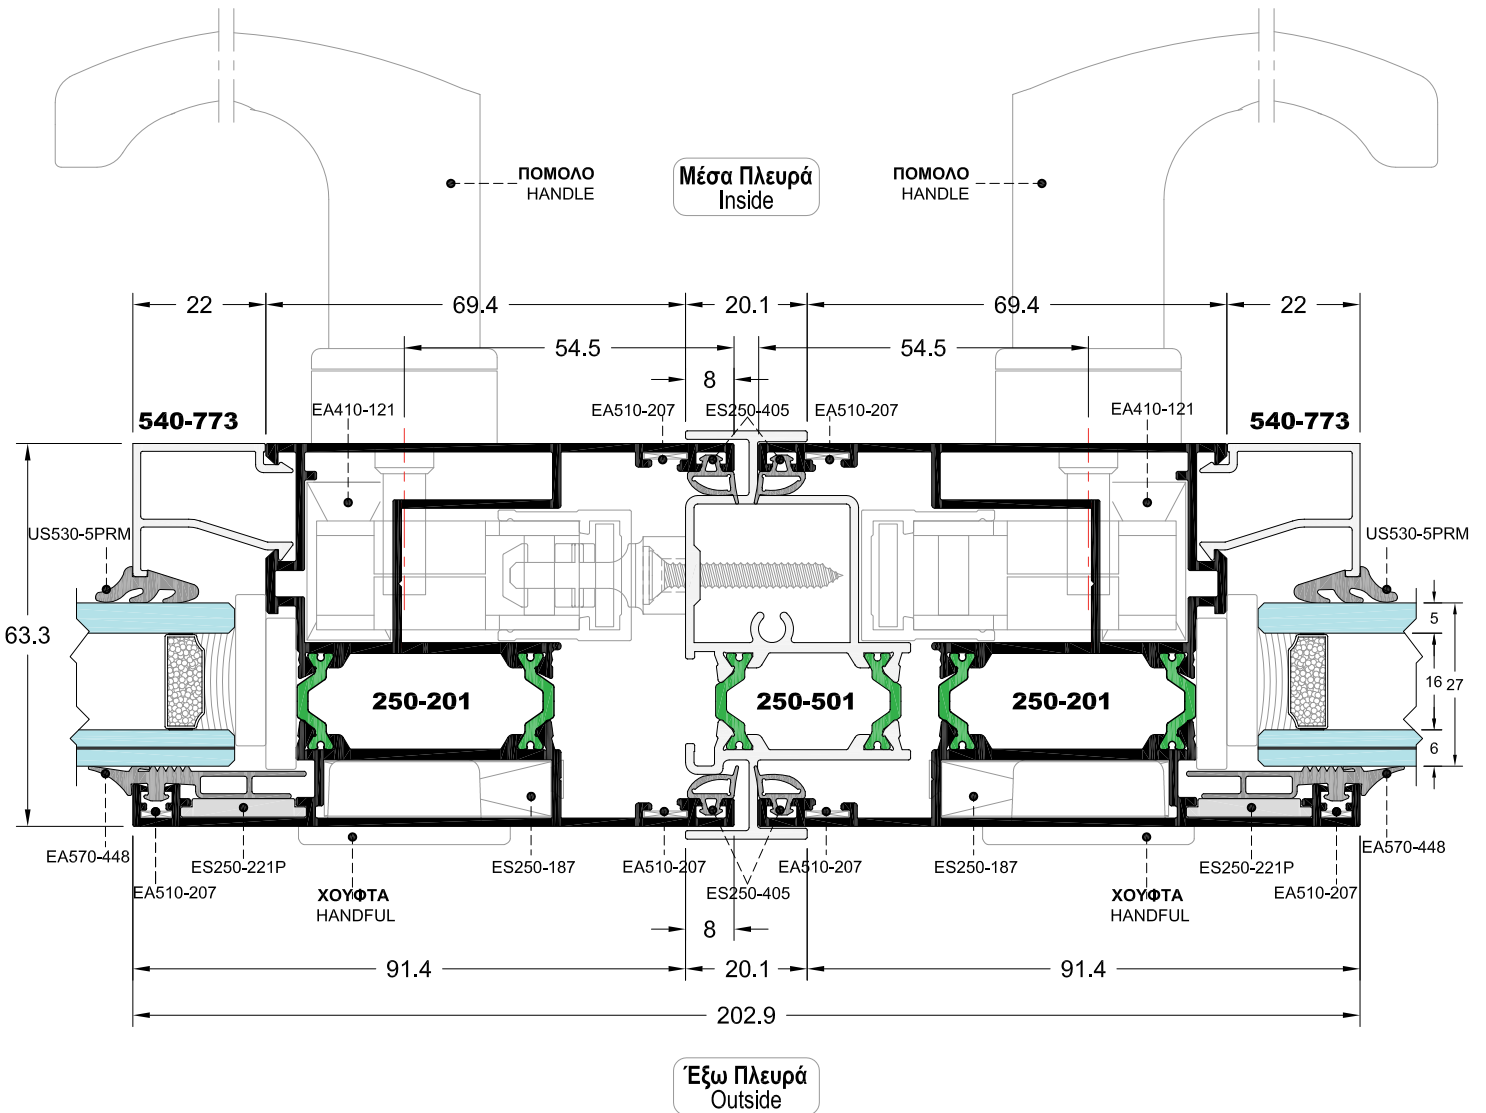 ΠΟΜΟΛΟ
HANDLE
Μέσα Πλευρά
Inside
ΠΟΜΟΛΟ
HANDLE
22
69.4
20.1
69.4
22
54.5
54.5
8
540-773
EA410-121
EA510-207
ES250-405
EA510-207
EA410-121
540-773
US530-5PRM
US530-5PRM
63.3
5
16
27
6
250-201
250-501
250-201
EA570-448
EA510-207
ES250-221P
ΧΟΥΦΤΑ
HANDFUL
ES250-187
EA510-207
ES250-405
EA510-207
ES250-187
ΧΟΥΦΤΑ
HANDFUL
ES250-221P
EA510-207
EA570-448
8
91.4
20.1
91.4
202.9
Έξω Πλευρά
Outside